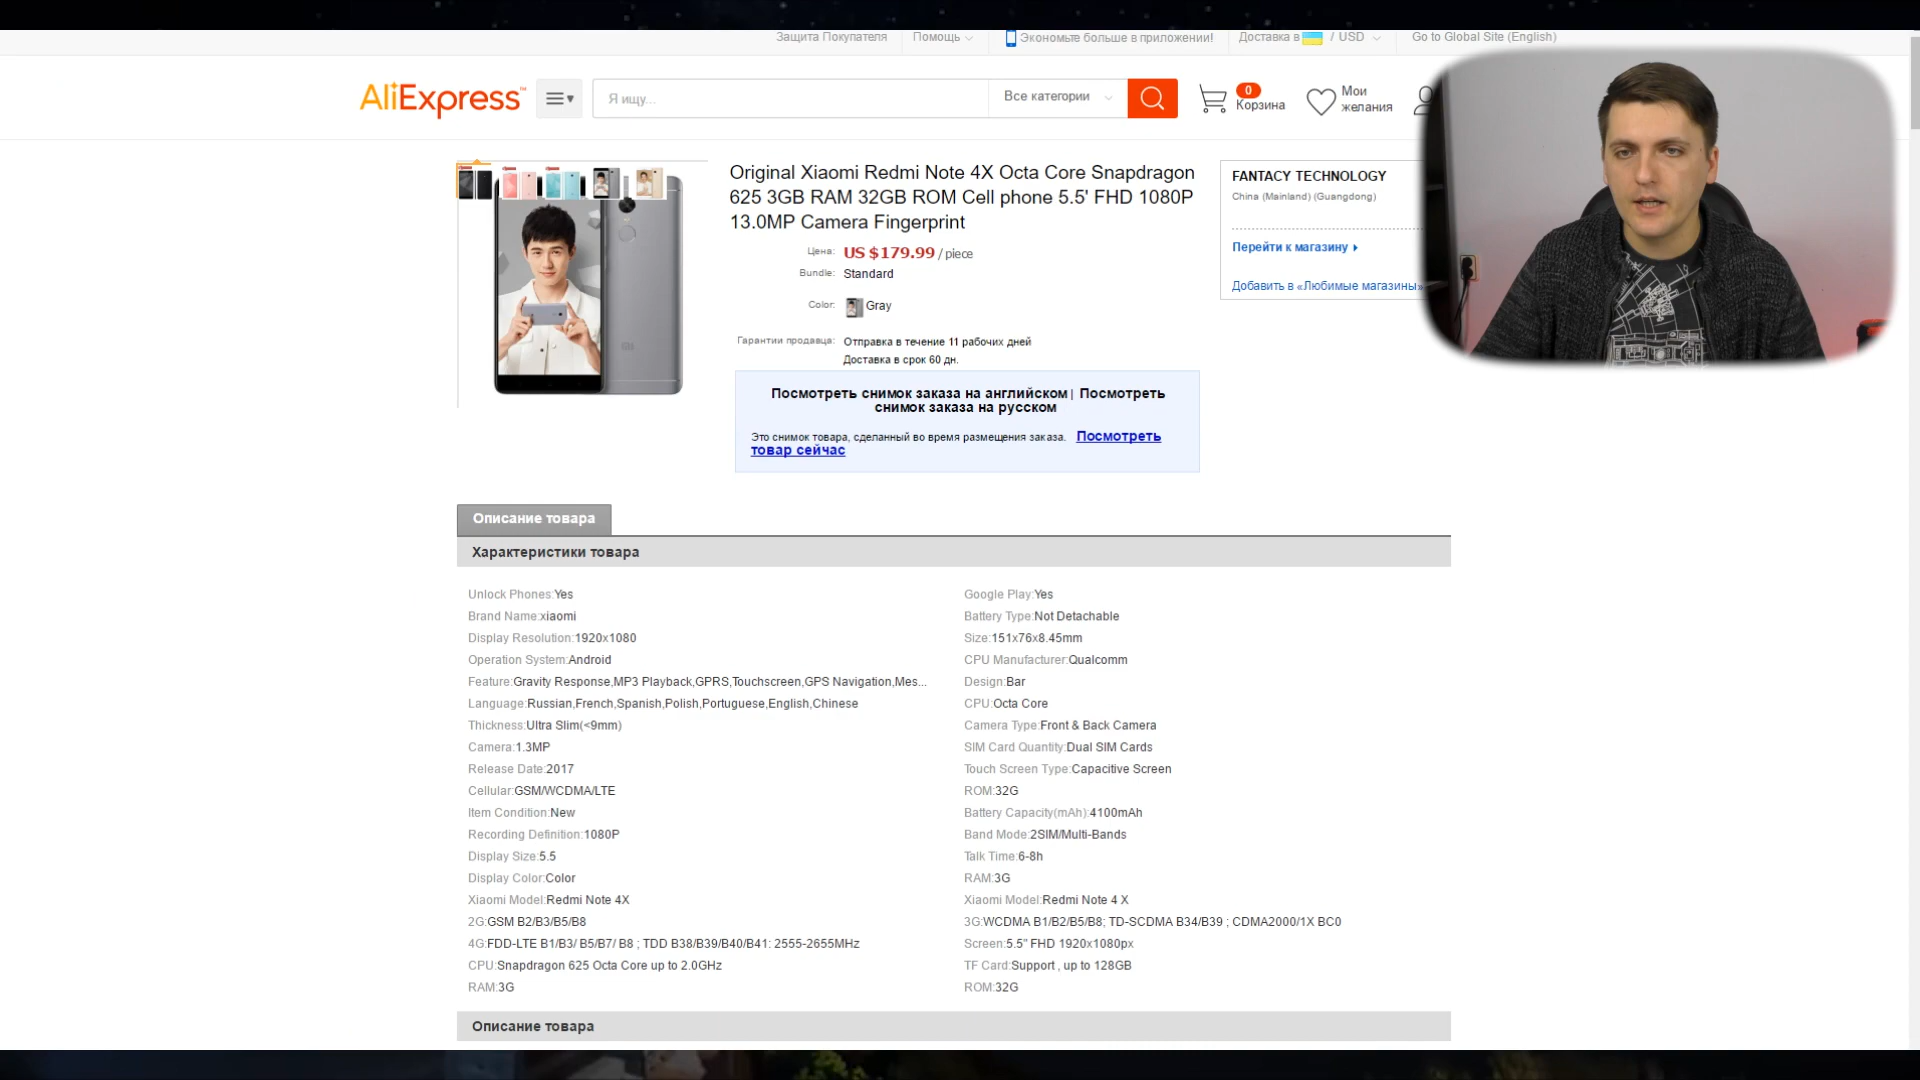 Защита Покупателя
Помощь
Экономьте больше в приложении!
Доставка в / USD
Go to Global Site (English)
AliExpress™
Я ищу...
Все категории
0
Корзина
Мои
желания
Original Xiaomi Redmi Note 4X Octa Core Snapdragon
625 3GB RAM 32GB ROM Cell phone 5.5' FHD 1080P
13.0MP Camera Fingerprint
Цена: US $179.99 / piece
Bundle: Standard
Color: Gray
Гарантии продавца: Отправка в течение 11 рабочих дней
Доставка в срок 60 дн.
Посмотреть снимок заказа на английском | Посмотреть
снимок заказа на русском
Это снимок товара, сделанный во время размещения заказа. Посмотреть
товар сейчас
FANTACY TECHNOLOGY
China (Mainland) (Guangdong)
Перейти к магазину
Добавить в «Любимые магазины»
Описание товара
Характеристики товара
Unlock Phones:Yes
Google Play:Yes
Brand Name:xiaomi
Battery Type:Not Detachable
Display Resolution:1920x1080
Size:151x76x8.45mm
Operation System:Android
CPU Manufacturer:Qualcomm
Feature:Gravity Response,MP3 Playback,GPRS,Touchscreen,GPS Navigation,Mes...
Design:Bar
Language:Russian,French,Spanish,Polish,Portuguese,English,Chinese
CPU:Octa Core
Thickness:Ultra Slim(<9mm)
Camera Type:Front & Back Camera
Camera:1.3MP
SIM Card Quantity:Dual SIM Cards
Release Date:2017
Touch Screen Type:Capacitive Screen
Cellular:GSM/WCDMA/LTE
ROM:32G
Item Condition:New
Battery Capacity(mAh):4100mAh
Recording Definition:1080P
Band Mode:2SIM/Multi-Bands
Display Size:5.5
Talk Time:6-8h
Display Color:Color
RAM:3G
Xiaomi Model:Redmi Note 4X
Xiaomi Model:Redmi Note 4 X
2G:GSM B2/B3/B5/B8
3G:WCDMA B1/B2/B5/B8; TD-SCDMA B34/B39 ; CDMA2000/1X BC0
4G:FDD-LTE B1/B3/ B5/B7/ B8 ; TDD B38/B39/B40/B41: 2555-2655MHz
Screen:5.5" FHD 1920x1080px
CPU:Snapdragon 625 Octa Core up to 2.0GHz
TF Card:Support , up to 128GB
RAM:3G
ROM:32G
Описание товара